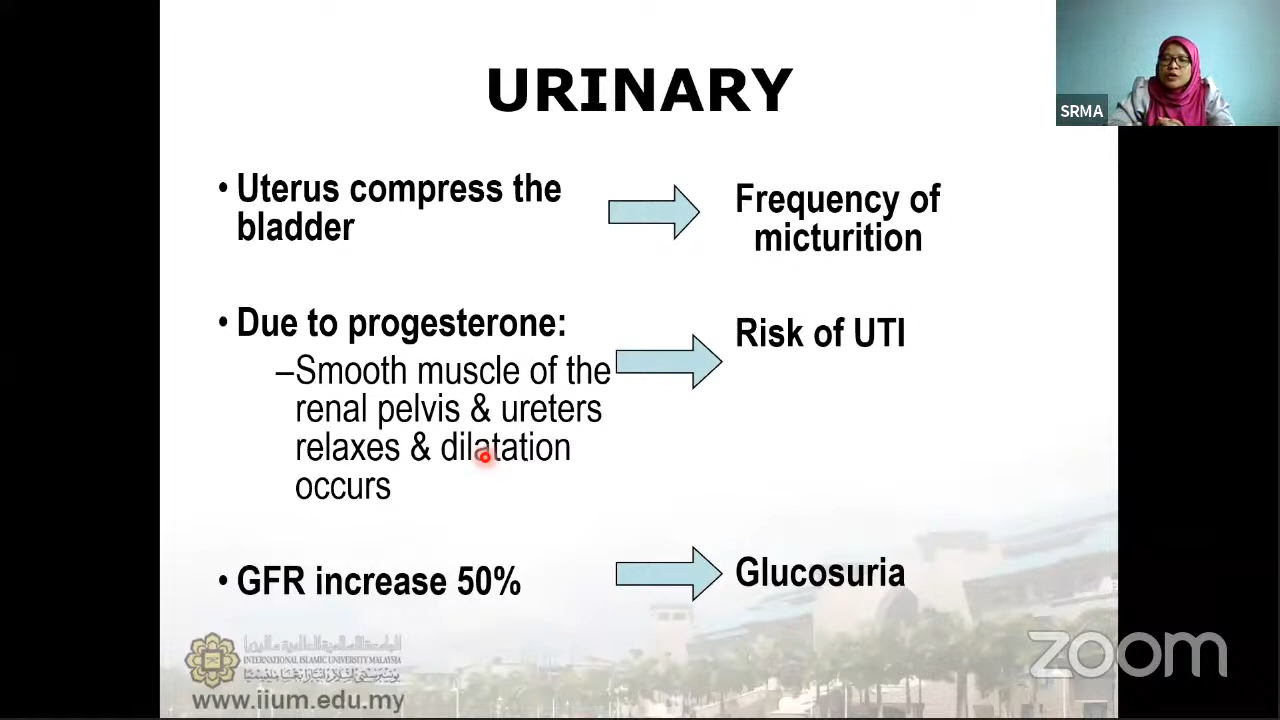 URINARY
SRMA
• Uterus compress the
bladder
Frequency of
micturition
• Due to progesterone:
–Smooth muscle of the
renal pelvis & ureters
relaxes & dilatation
occurs
Risk of UTI
• GFR increase 50%
Glucosuria
INTERNATIONAL ISLAMIC UNIVERSITY MALAYSIA
www.iium.edu.my
zoom